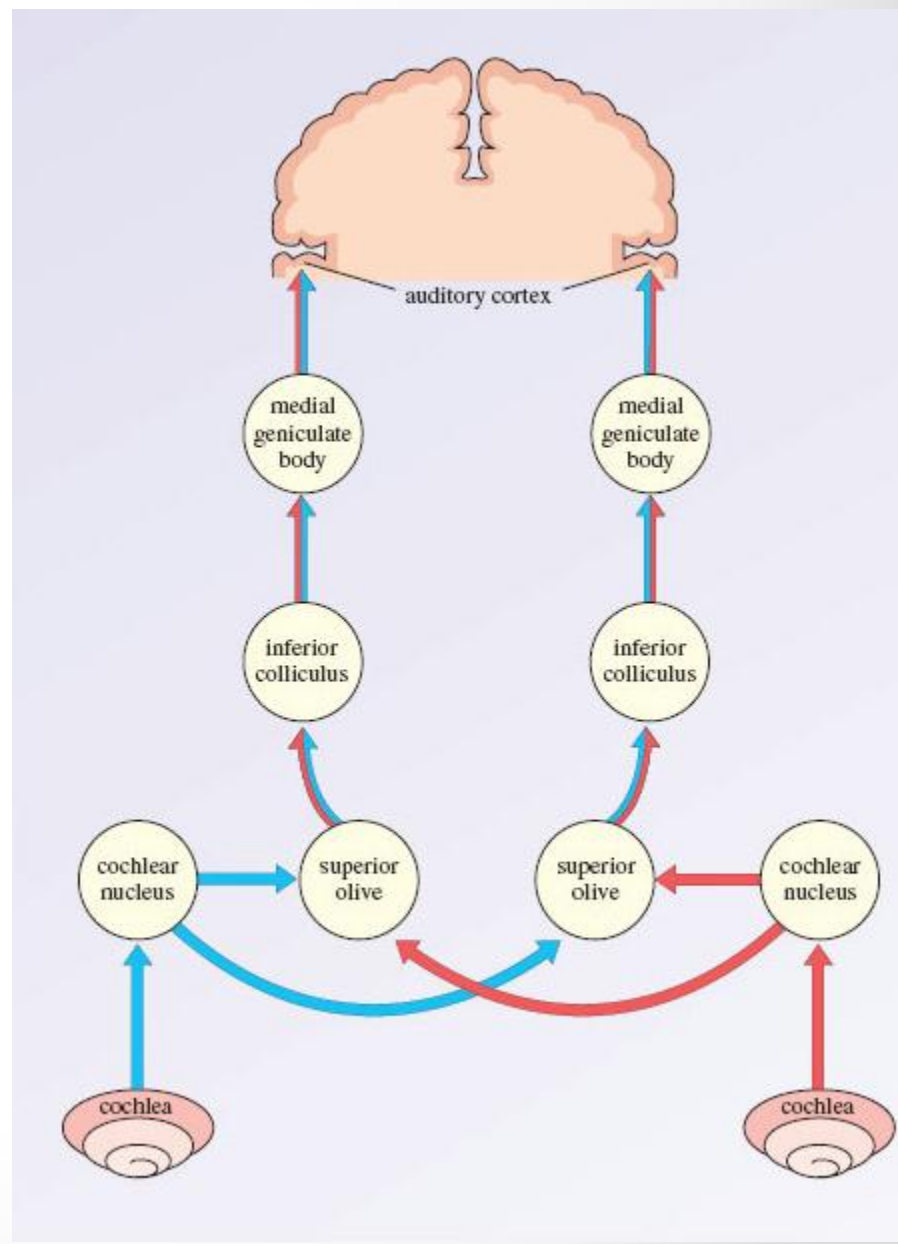 auditory cortex
medial
geniculate
body
medial
geniculate
body
inferior
colliculus
inferior
colliculus
cochlear
nucleus
superior
olive
superior
olive
cochlear
nucleus
cochlea
cochlea